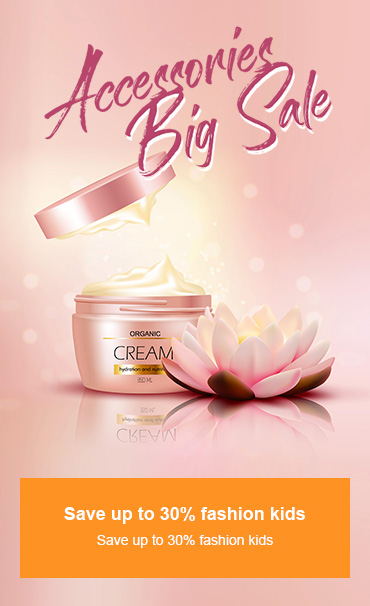 Accessories
Big Sale
ORGANIC
CREAM
hydration and
Save up to 30% fashion kids
Save up to 30% fashion kids